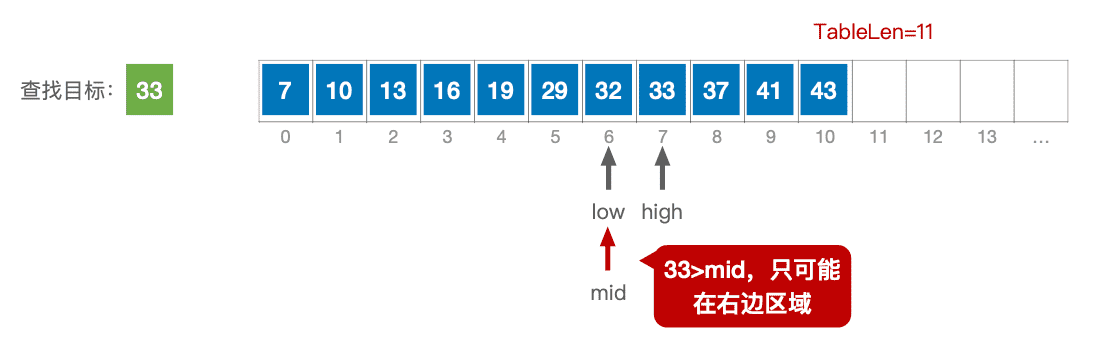 TableLen=11
查找目标： 33 7 10 13 16 19 29 32 33 37 41 43
0 1 2 3 4 5 6 7 8 9 10 11 12 13 ...
low high
33>mid，只可能
mid
在右边区域